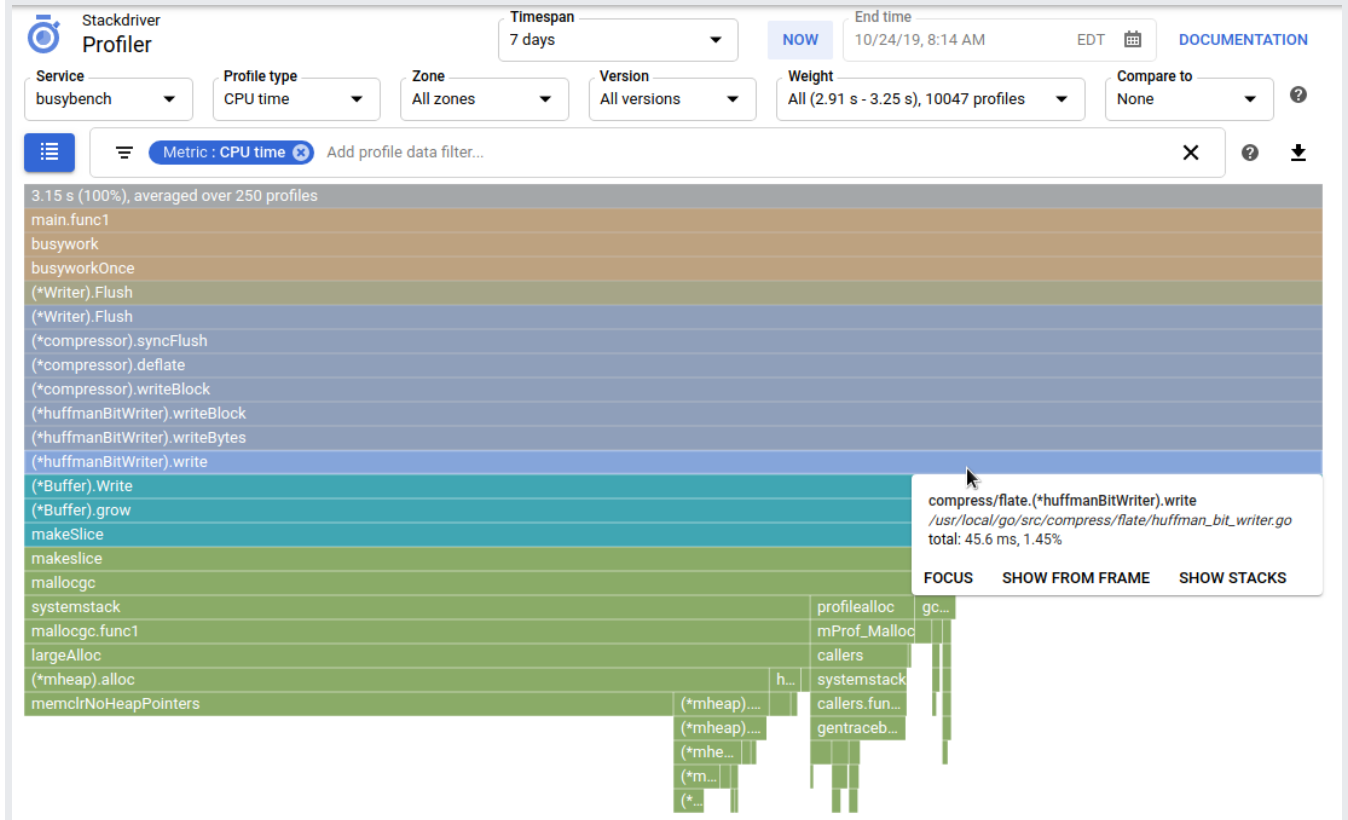 Stackdriver
Profiler
Timespan
7 days
NOW
End time
10/24/19, 8:14 AM
EDT
DOCUMENTATION
Service
busybench
Profile type
CPU time
Zone
All zones
Version
All versions
Weight
All (2.91 s - 3.25 s), 10047 profiles
Compare to
None
Metric : CPU time
Add profile data filter...
3.15 s (100%), averaged over 250 profiles
main.func1
busywork
busyworkOnce
(*Writer).Flush
(*Writer).Flush
(*compressor).syncFlush
(*compressor).deflate
(*compressor).writeBlock
(*huffmanBitWriter).writeBlock
(*huffmanBitWriter).writeBytes
(*huffmanBitWriter).write
(*Buffer).Write
(*Buffer).grow
makeSlice
makeslice
mallocgc
compress/flate.(*huffmanBitWriter).write
/usr/local/go/src/compress/flate/huffman_bit_writer.go
total: 45.6 ms, 1.45%
FOCUS SHOW FROM FRAME SHOW STACKS
systemstack profilealloc gc...
mallocgc.func1 mProf_Malloc
largeAlloc callers
(*mheap).alloc h... systemstack
memclrNoHeapPointers (*mheap).... callers.fun...
(*mheap).... gentraceb...
(*mhe...
(*m...
(*...